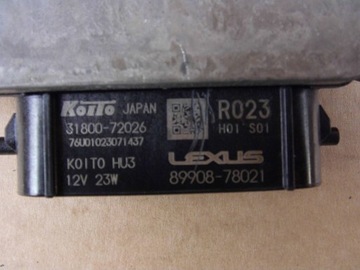 KOITO JAPAN
R023
31800-72026
H01 S01
76U01023071437
KOITO HU3
LEXUS
12V 23W
89908-78021